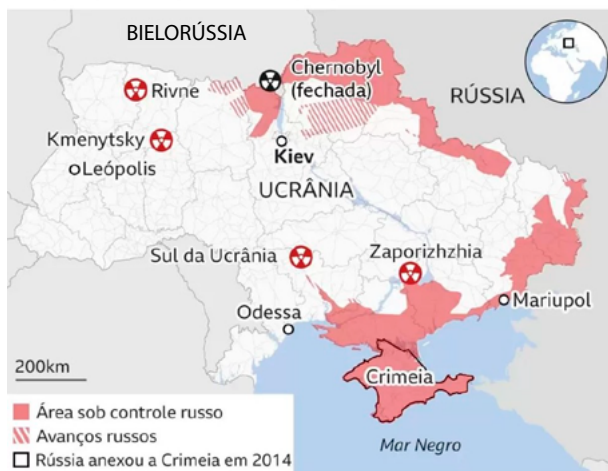 BIELORÚSSIA
Chernobyl
(fechada)
Rivne
RÚSSIA
Kmenytsky
Leópolis
Kiev
UCRÂNIA
Sul da Ucrânia
Zaporizhzhia
Mariupol
Odessa
200km
Crimeia
Área sob controle russo
Avanços russos
Rússia anexou a Crimeia em 2014
Mar Negro